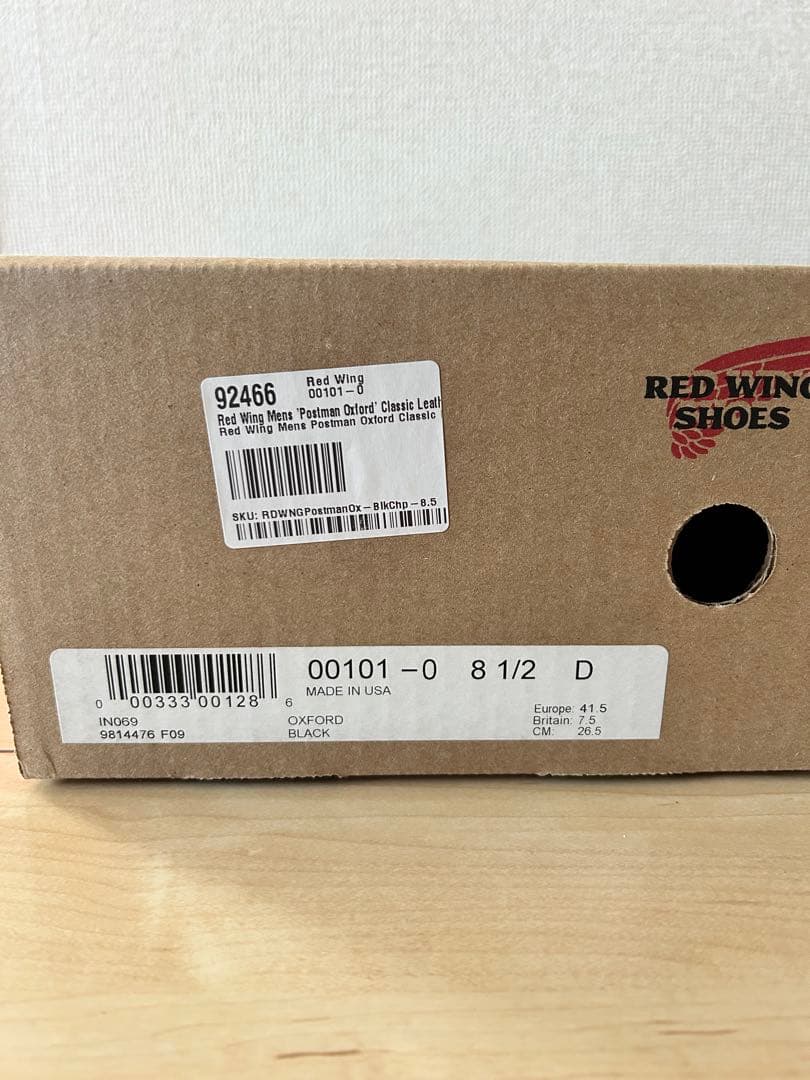 RED WING
SHOES
92466
Red Wing
00101-0
Red Wing Mens 'Postman Oxford' Classic Leath
Red Wing Mens Postman Oxford Classic
SKU: RDWNGPostmanOx-BlkChp-8.5
00101 -0 8 1/2 D
MADE IN USA
0 00333 00128 6
IN069
9814476 F09
OXFORD
BLACK
Europe: 41.5
Britain: 7.5
CM: 26.5